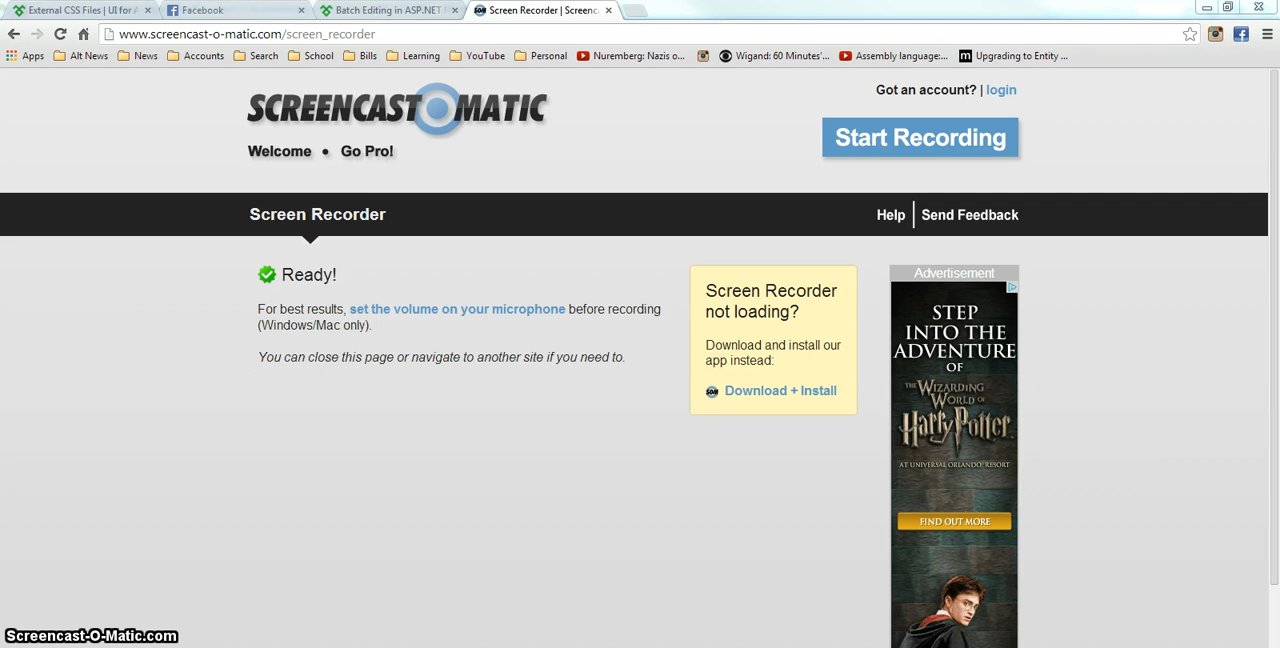 External CSS Files | UI for A
Facebook
Batch Editing in ASP.NET
Screen Recorder | Screenc
www.screencast-o-matic.com/screen_recorder
Apps
Alt News
News
Accounts
Search
School
Bills
Learning
YouTube
Personal
Nuremberg: Nazis o...
Wigand: 60 Minutes'...
Assembly language:...
m
Upgrading to Entity ...
SCREENCAST O MATIC
Got an account? | login
Start Recording
Welcome • Go Pro!
Screen Recorder
Help
Send Feedback
Ready!
For best results, set the volume on your microphone before recording
(Windows/Mac only).
You can close this page or navigate to another site if you need to.
Screen Recorder
not loading?
Download and install our
app instead:
SOM Download + Install
Advertisement
STEP
INTO THE
ADVENTURE
OF
THE WIZARDING
WORLD OF
Harry Potter
AT UNIVERSAL ORLANDO RESORT
FIND OUT MORE
Screencast-O-Matic.com